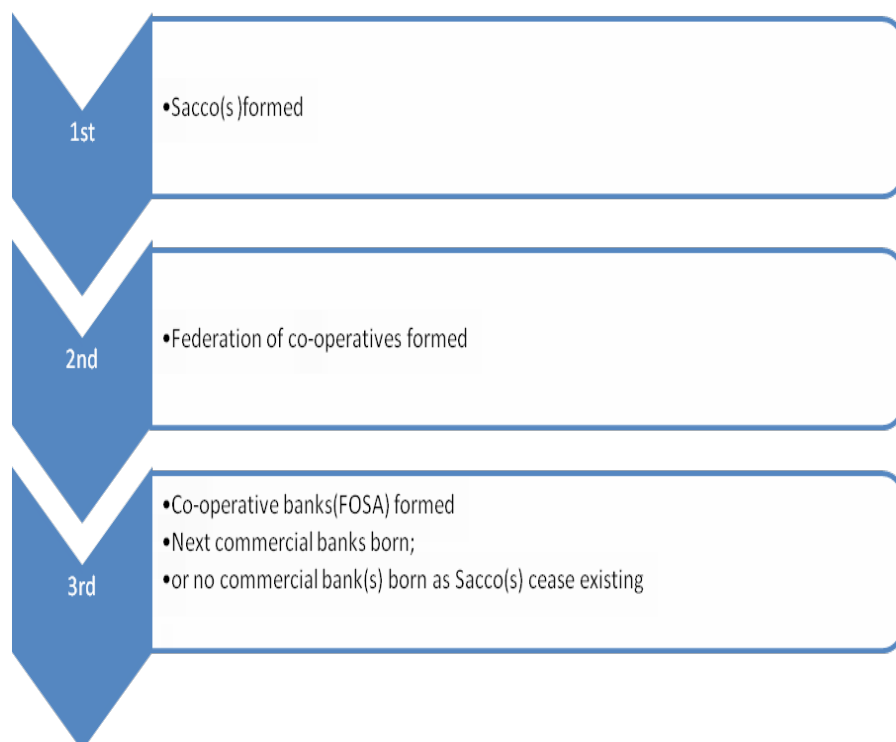 1st
•Sacco(s )formed
2nd
•Federation of co-operatives formed
3rd
•Co-operative banks(FOSA) formed
•Next commercial banks born;
•or no commercial bank(s) born as Sacco(s) cease existing